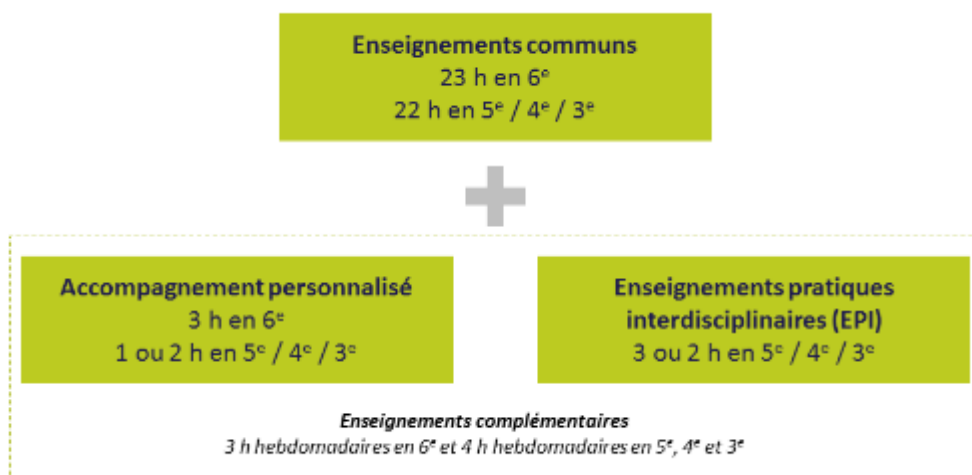 Enseignements communs
23 h en 6ᵉ
22 h en 5ᵉ / 4ᵉ / 3ᵉ
Accompagnement personnalisé
3 h en 6ᵉ
1 ou 2 h en 5ᵉ / 4ᵉ / 3ᵉ
Enseignements pratiques
interdisciplinaires (EPI)
3 ou 2 h en 5ᵉ / 4ᵉ / 3ᵉ
Enseignements complémentaires
3 h hebdomadaires en 6ᵉ et 4 h hebdomadaires en 5ᵉ, 4ᵉ et 3ᵉ